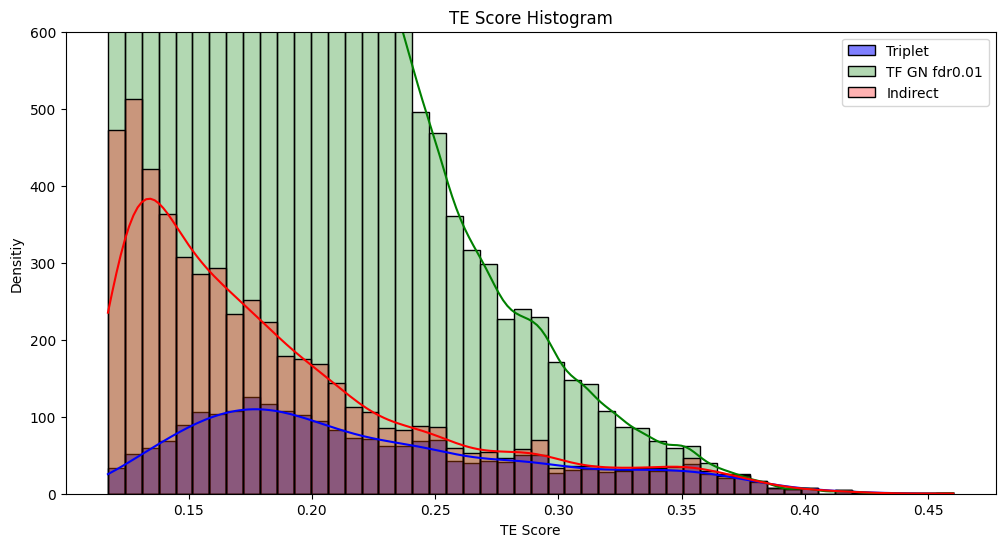 TE Score Histogram
Triplet
TF GN fdr0.01
Indirect
600
500
400
300
200
100
0
Densitiy
0.15 0.20 0.25 0.30 0.35 0.40 0.45
TE Score